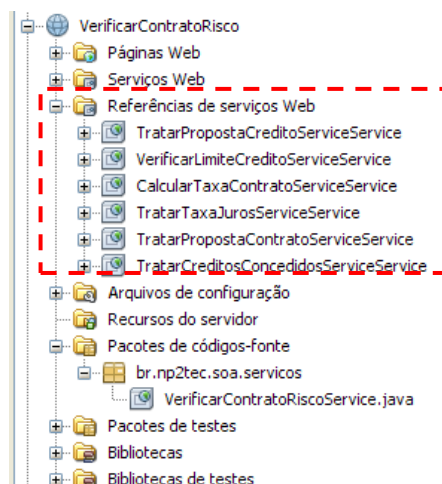 VerificarContratoRisco
Páginas Web
Serviços Web
Referências de serviços Web
TratarPropostaCreditoServiceService
VerificarLimiteCreditoServiceService
CalcularTaxaContratoServiceService
TratarTaxaJurosServiceService
TratarPropostaContratoServiceService
TratarCreditosConcedidosServiceService
Arquivos de configuração
Recursos do servidor
Pacotes de códigos-fonte
br.np2tec.soa.servicos
VerificarContratoRiscoService.java
Pacotes de testes
Bibliotecas
Bibliotecas de testes